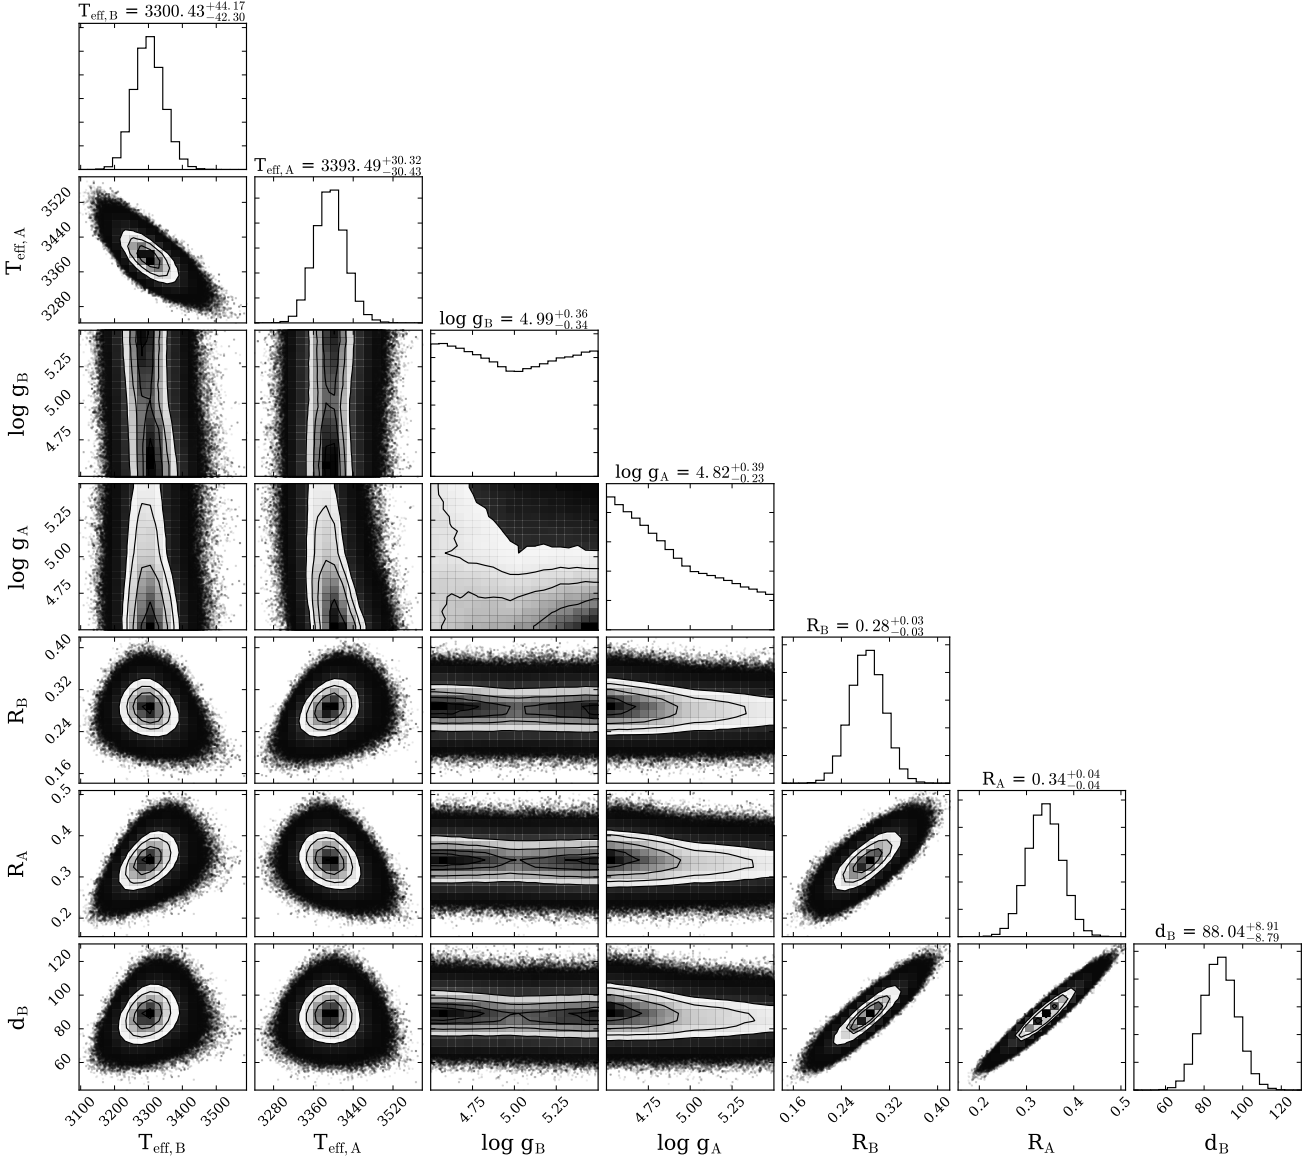 T_eff,B = 3300.43 +44.17 −42.30
T_eff,A = 3393.49 +30.32 −30.43
3520
3440
3360
3280
T_eff,A
log g_B = 4.99 +0.36 −0.34
5.25
5.00
4.75
log g_B
log g_A = 4.82 +0.39 −0.23
5.25
5.00
4.75
log g_A
R_B = 0.28 +0.03 −0.03
0.40
0.32
0.24
0.16
R_B
R_A = 0.34 +0.04 −0.04
0.5
0.4
0.3
0.2
R_A
d_B = 88.04 +8.91 −8.79
120
100
80
60
d_B
3100 3200 3300 3400 3500
3280 3360 3440 3520
4.75 5.00 5.25
4.75 5.00 5.25
0.16 0.24 0.32 0.40
0.2 0.3 0.4 0.5
60 80 100 120
T_eff,B T_eff,A log g_B log g_A R_B R_A d_B